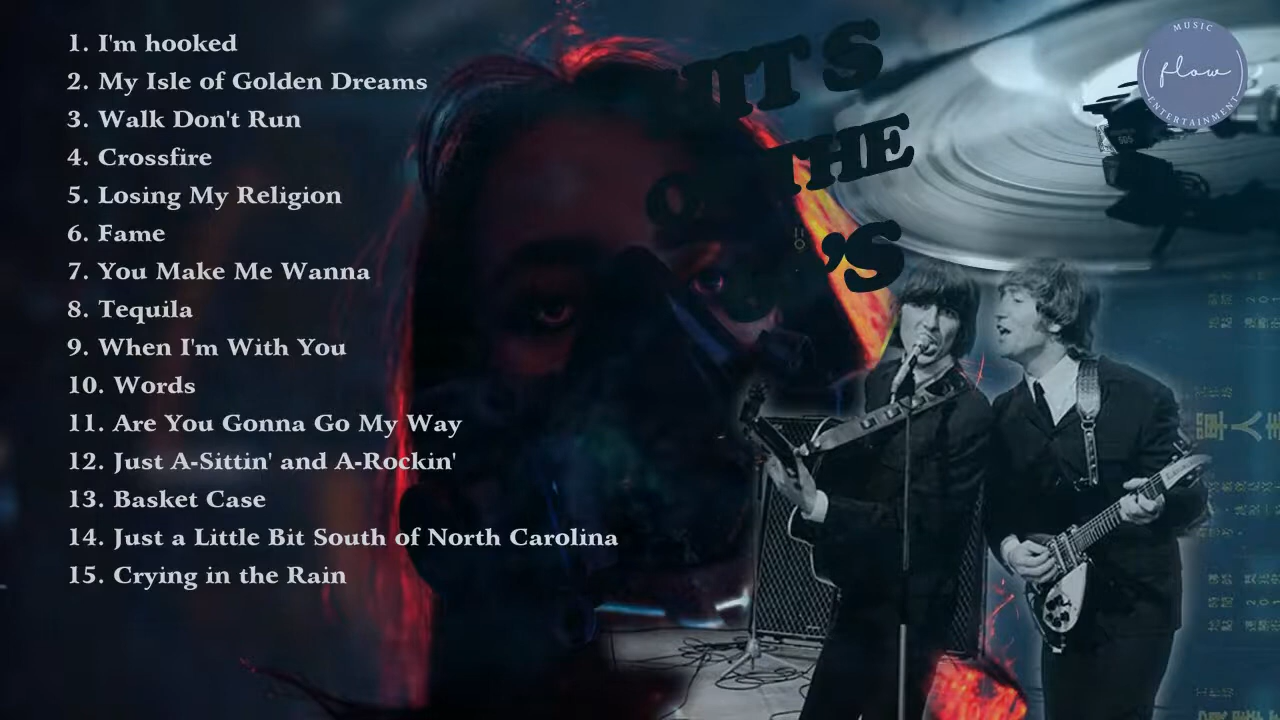 1. I'm hooked
2. My Isle of Golden Dreams
3. Walk Don't Run
4. Crossfire
5. Losing My Religion
6. Fame
7. You Make Me Wanna
8. Tequila
9. When I'm With You
10. Words
11. Are You Gonna Go My Way
12. Just A-Sittin' and A-Rockin'
13. Basket Case
14. Just a Little Bit South of North Carolina
15. Crying in the Rain
THE
'S
MUSIC
flow
ENTERTAINMENT
單人